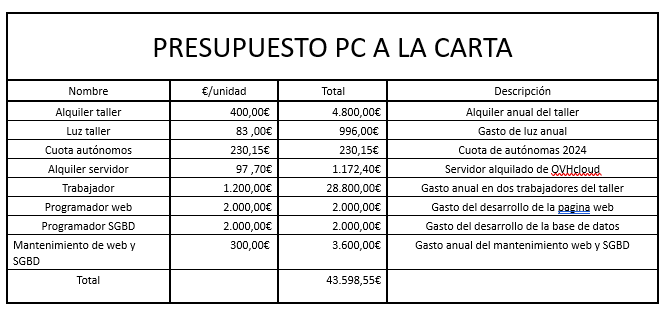 PRESUPUESTO PC A LA CARTA
Nombre €/unidad Total Descripción
Alquiler taller 400,00€ 4.800,00€ Alquiler anual del taller
Luz taller 83 ,00€ 996,00€ Gasto de luz anual
Cuota autónomos 230,15€ 230,15€ Cuota de autónomas 2024
Alquiler servidor 97 ,70€ 1.172,40€ Servidor alquilado de OVHcloud
Trabajador 1.200,00€ 28.800,00€ Gasto anual en dos trabajadores del taller
Programador web 2.000,00€ 2.000,00€ Gasto del desarrollo de la pagina web
Programador SGBD 2.000,00€ 2.000,00€ Gasto del desarrollo de la base de datos
Mantenimiento de web y 300,00€ 3.600,00€ Gasto anual del mantenimiento web y SGBD
SGBD
Total 43.598,55€